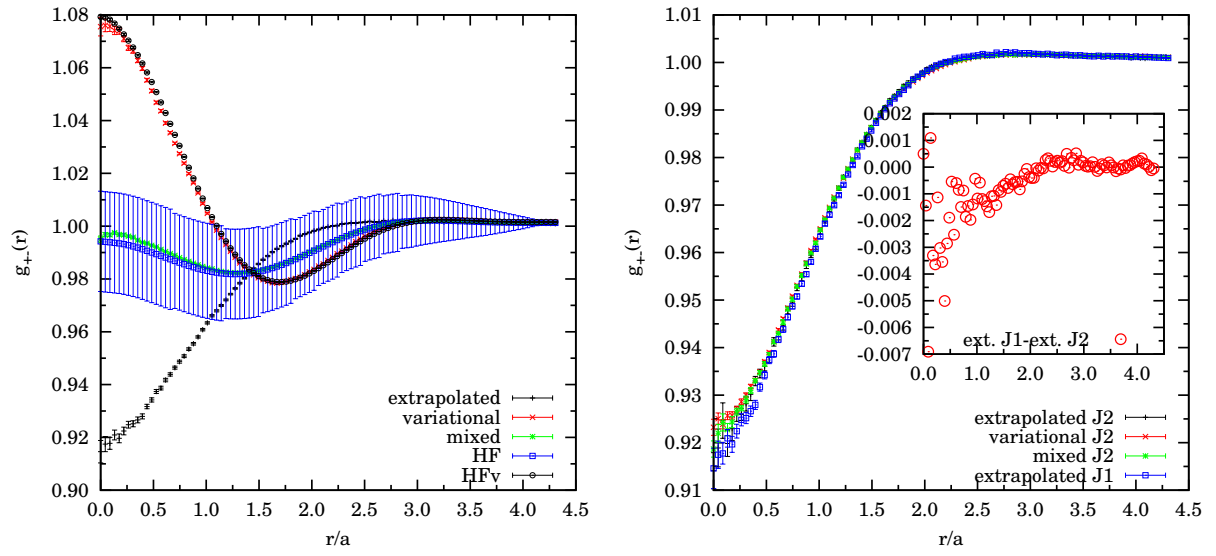 1.08
1.06
1.04
1.02
1.00
0.98
0.96
0.94
0.92
0.90
g+-(r)
0.0 0.5 1.0 1.5 2.0 2.5 3.0 3.5 4.0 4.5
r/a
extrapolated
variational
mixed
HF
HFv
1.01
1.00
0.99
0.98
0.97
0.96
0.95
0.94
0.93
0.92
0.91
g+-(r)
0.0 0.5 1.0 1.5 2.0 2.5 3.0 3.5 4.0 4.5
r/a
0.002
0.001
0.000
-0.001
-0.002
-0.003
-0.004
-0.005
-0.006
-0.007
0.0 1.0 2.0 3.0 4.0
ext. J1-ext. J2
extrapolated J2
variational J2
mixed J2
extrapolated J1